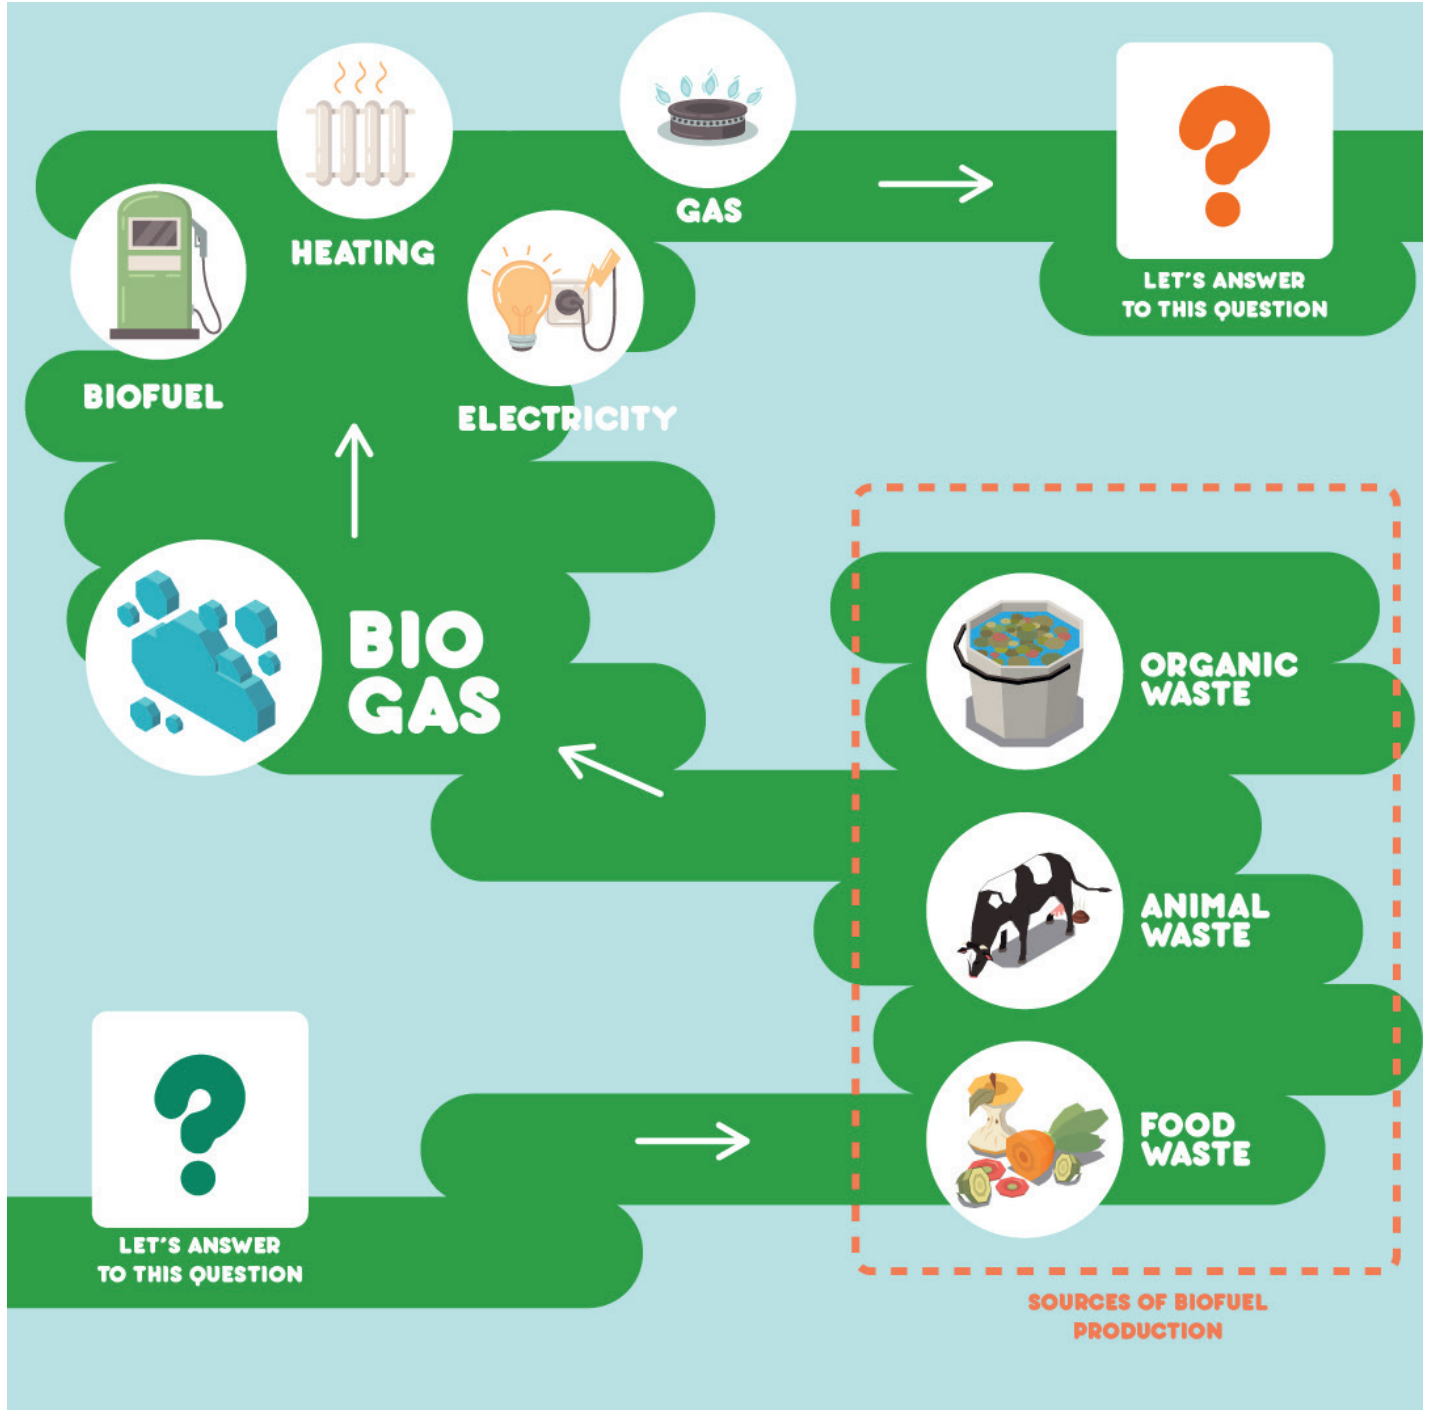 HEATING
GAS
LET'S ANSWER
TO THIS QUESTION
BIOFUEL
ELECTRICITY
BIO
GAS
ORGANIC
WASTE
ANIMAL
WASTE
FOOD
WASTE
LET'S ANSWER
TO THIS QUESTION
SOURCES OF BIOFUEL
PRODUCTION